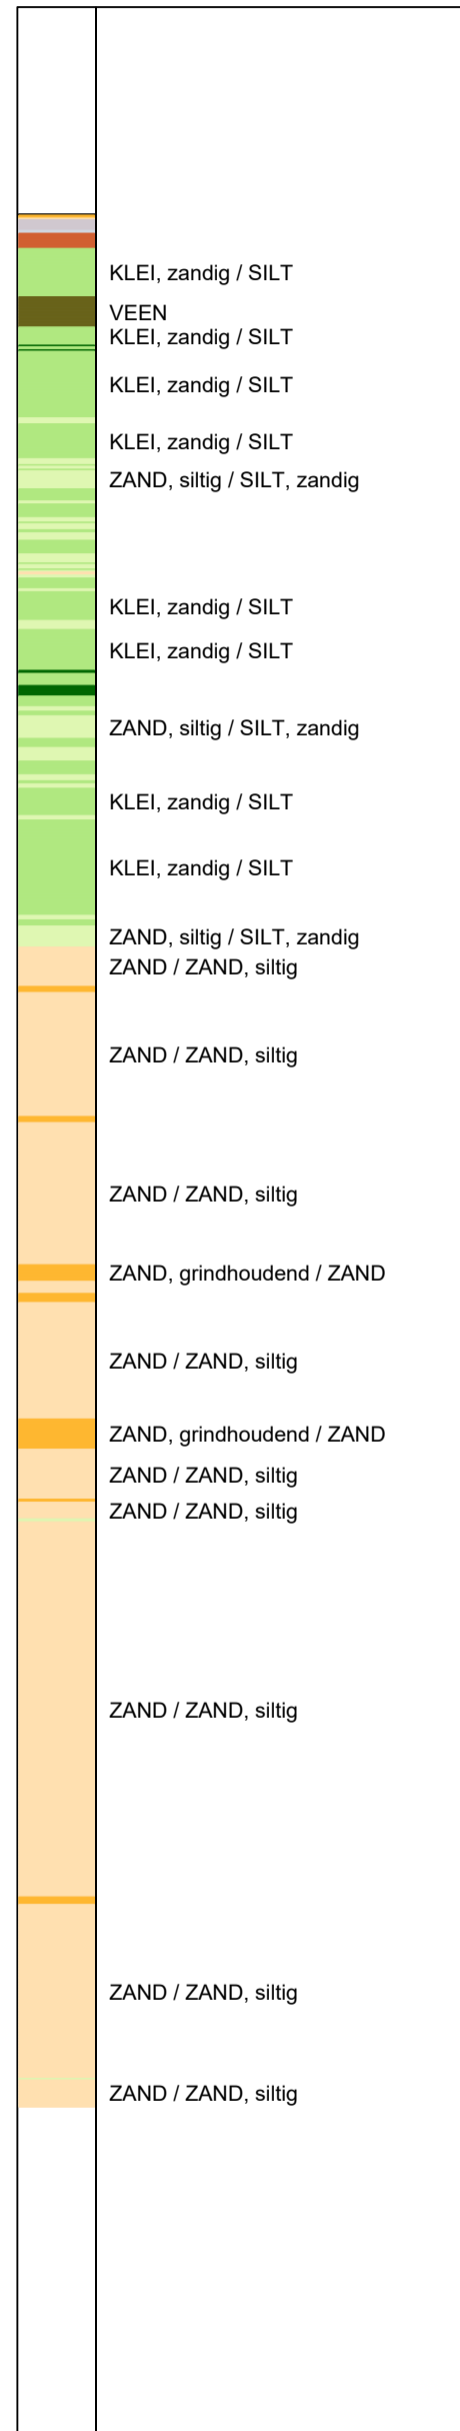 KLEI, zandig / SILT
VEEN
KLEI, zandig / SILT
KLEI, zandig / SILT
KLEI, zandig / SILT
ZAND, siltig / SILT, zandig
KLEI, zandig / SILT
KLEI, zandig / SILT
ZAND, siltig / SILT, zandig
KLEI, zandig / SILT
KLEI, zandig / SILT
ZAND, siltig / SILT, zandig
ZAND / ZAND, siltig
ZAND / ZAND, siltig
ZAND / ZAND, siltig
ZAND, grindhoudend / ZAND
ZAND / ZAND, siltig
ZAND, grindhoudend / ZAND
ZAND / ZAND, siltig
ZAND / ZAND, siltig
ZAND / ZAND, siltig
ZAND / ZAND, siltig
ZAND / ZAND, siltig